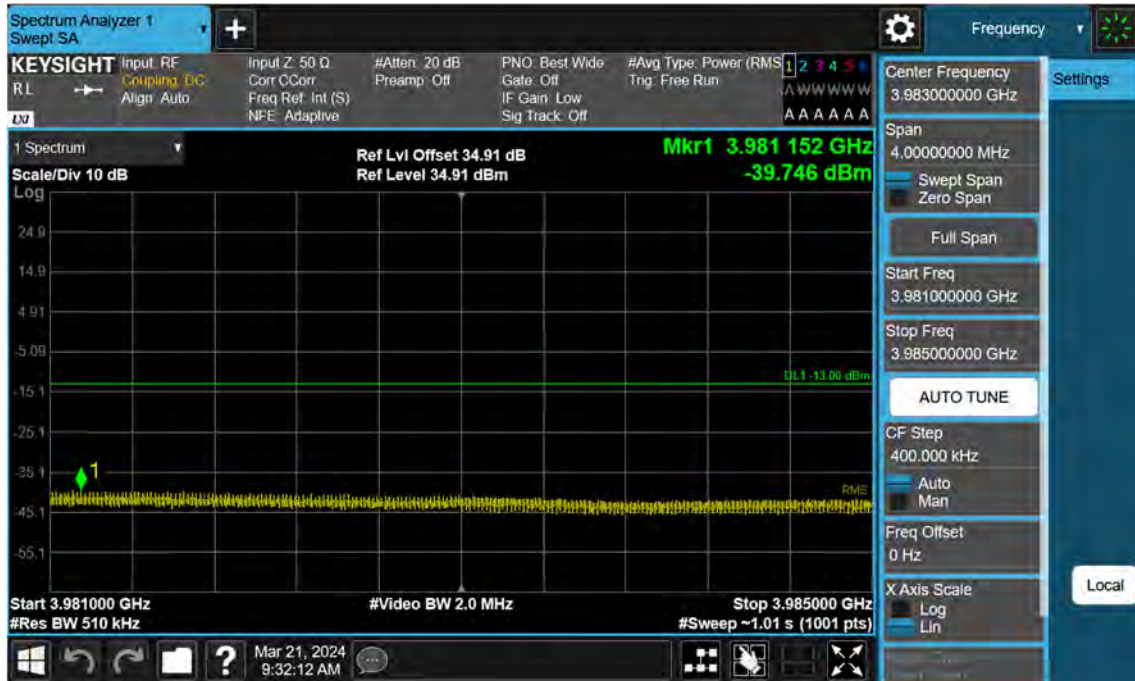 Spectrum Analyzer 1
Swept SA
+
Frequency
KEYSIGHT
RL
LXI
Input: RF
Coupling: DC
Align: Auto
Input Z: 50 Ω
Corr CCorr
Freq Ref: Int (S)
NFE: Adaptive
#Atten: 20 dB
Preamp: Off
PNO: Best Wide
Gate: Off
IF Gain: Low
Sig Track: Off
#Avg Type: Power (RMS
Trig: Free Run
1 2 3 4 5 6
A W W W W W
A A A A A A
1 Spectrum
Scale/Div 10 dB
Ref Lvl Offset 34.91 dB
Ref Level 34.91 dBm
Mkr1 3.981 152 GHz
-39.746 dBm
Log
24.9
14.9
4.91
-5.09
DL1 -13.00 dBm
-15.1
-25.1
-35.1
1
RMS
-45.1
-55.1
Start 3.981000 GHz
#Res BW 510 kHz
#Video BW 2.0 MHz
Stop 3.985000 GHz
#Sweep ~1.01 s (1001 pts)
?
Mar 21, 2024
9:32:12 AM
Center Frequency
3.983000000 GHz
Settings
Span
4.00000000 MHz
Swept Span
Zero Span
Full Span
Start Freq
3.981000000 GHz
Stop Freq
3.985000000 GHz
AUTO TUNE
CF Step
400.000 kHz
Auto
Man
Freq Offset
0 Hz
X Axis Scale
Log
Lin
Local